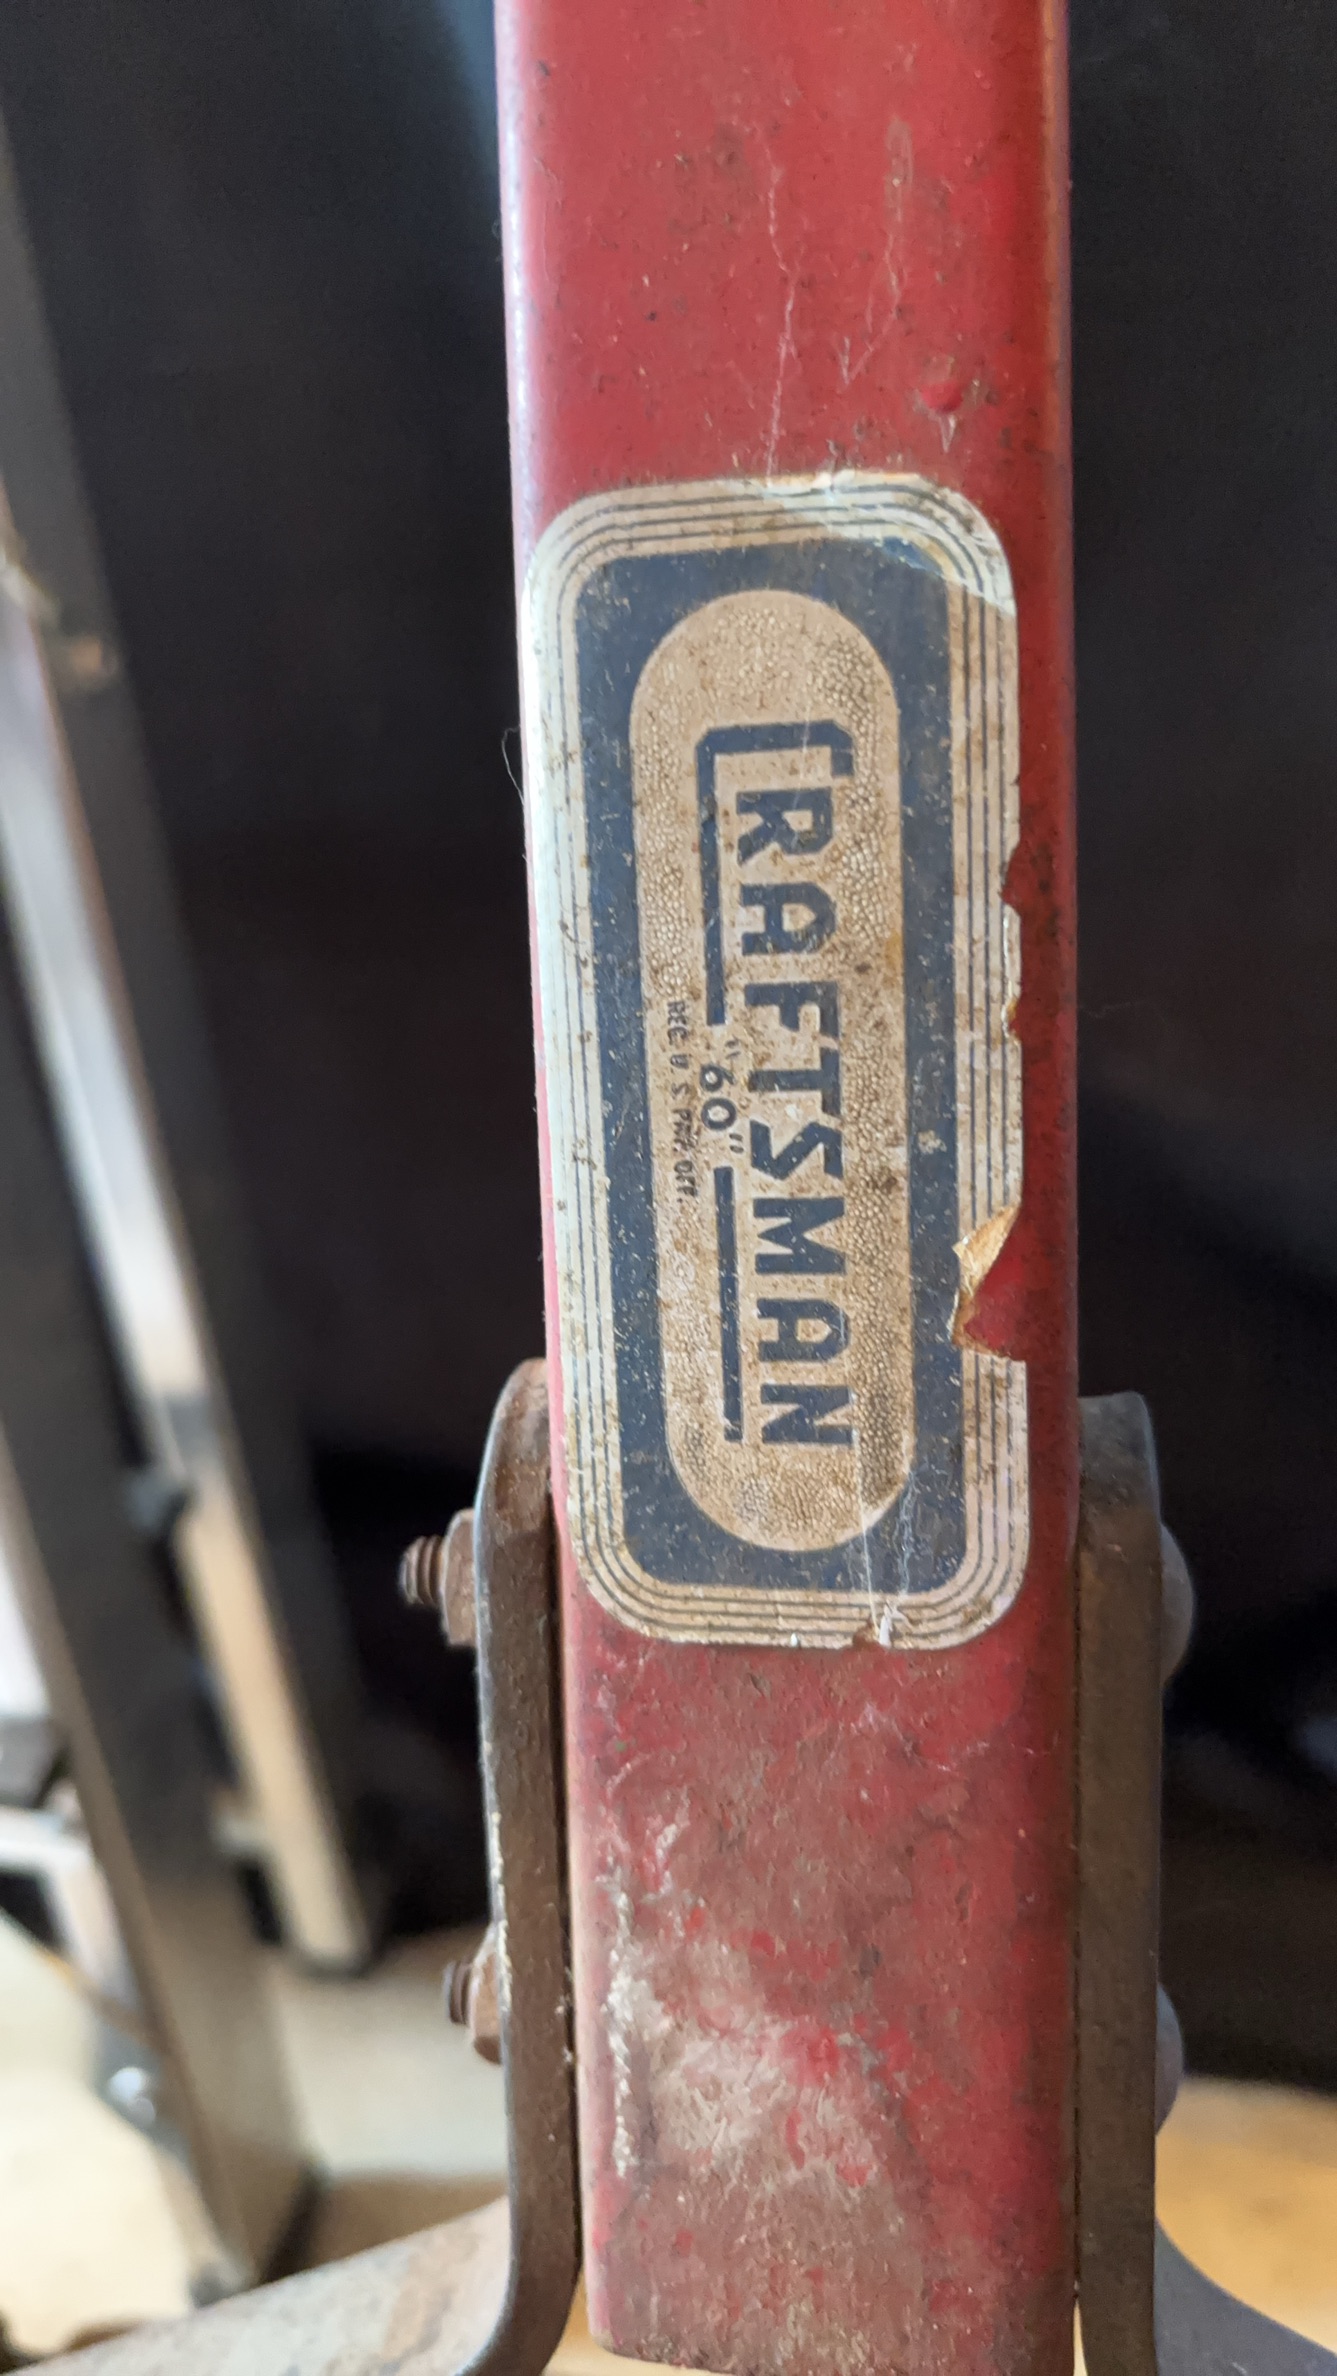 CRAFTSMAN
"60"
REG. U. S. PAT. OFF.